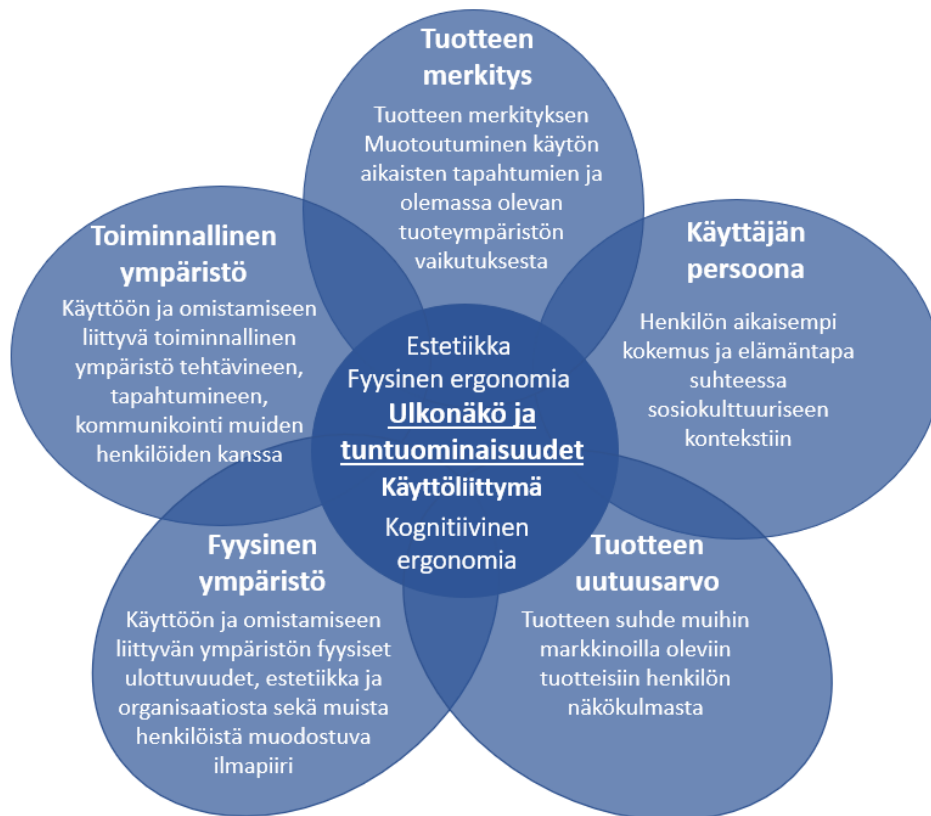 Tuotteen
merkitys
Tuotteen merkityksen
Muotoutuminen käytön
aikaisten tapahtumien ja
olemassa olevan
tuoteympäristön
vaikutuksesta
Toiminnallinen
ympäristö
Käyttöön ja omistamiseen
liittyvä toiminnallinen
ympäristö tehtävineen,
tapahtumineen,
kommunikointi muiden
henkilöiden kanssa
Käyttäjän
persoona
Henkilön aikaisempi
kokemus ja elämäntapa
suhteessa
sosiokulttuuriseen
kontekstiin
Estetiikka
Fyysinen ergonomia
Ulkonäkö ja
tuntuominaisuudet
Käyttöliittymä
Kognitiivinen
ergonomia
Fyysinen
ympäristö
Käyttöön ja omistamiseen
liittyvän ympäristön fyysiset
ulottuvuudet, estetiikka ja
organisaatiosta sekä muista
henkilöistä muodostuva
ilmapiiri
Tuotteen
uutuusarvo
Tuotteen suhde muihin
markkinoilla oleviin
tuotteisiin henkilön
näkökulmasta